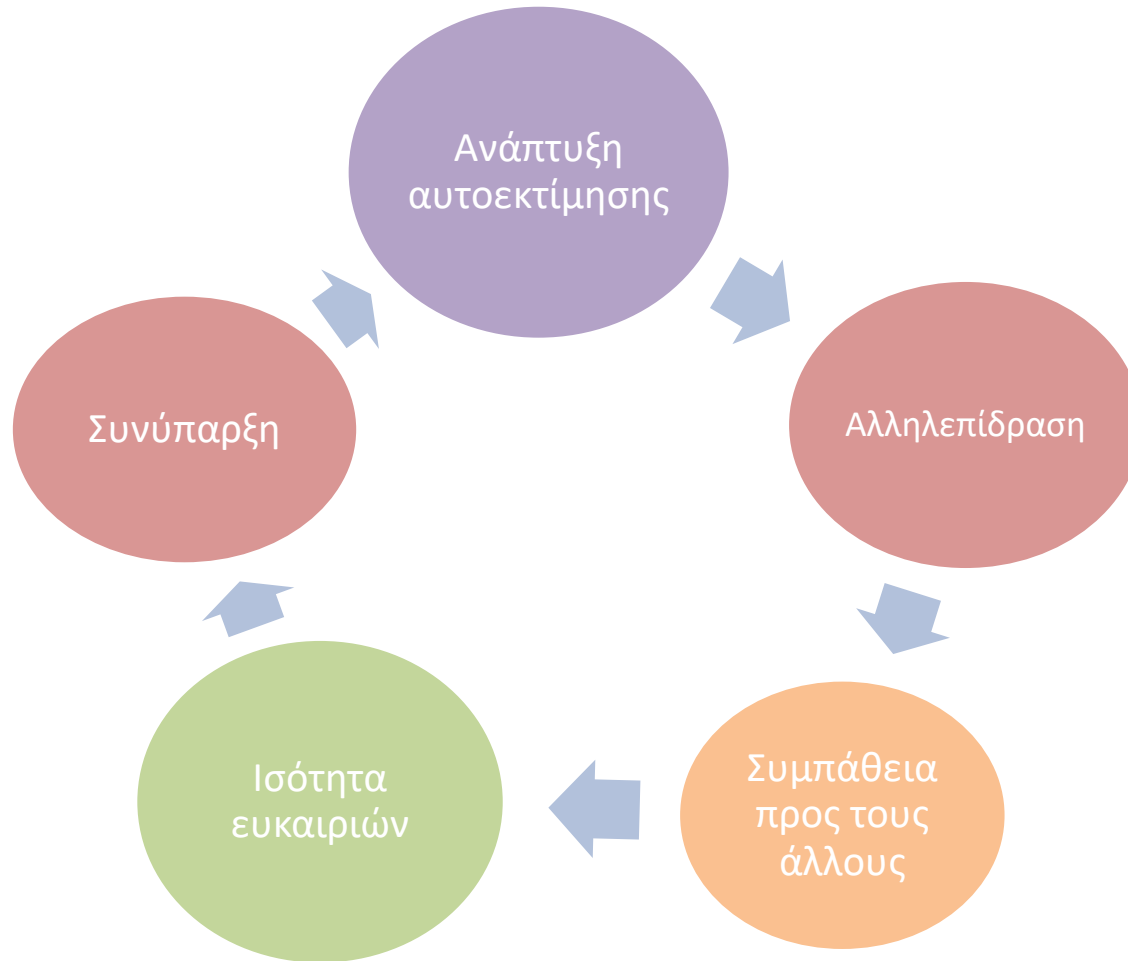 Ανάπτυξη
αυτοεκτίμησης
Αλληλεπίδραση
Συμπάθεια
προς τους
άλλους
Ισότητα
ευκαιριών
Συνύπαρξη